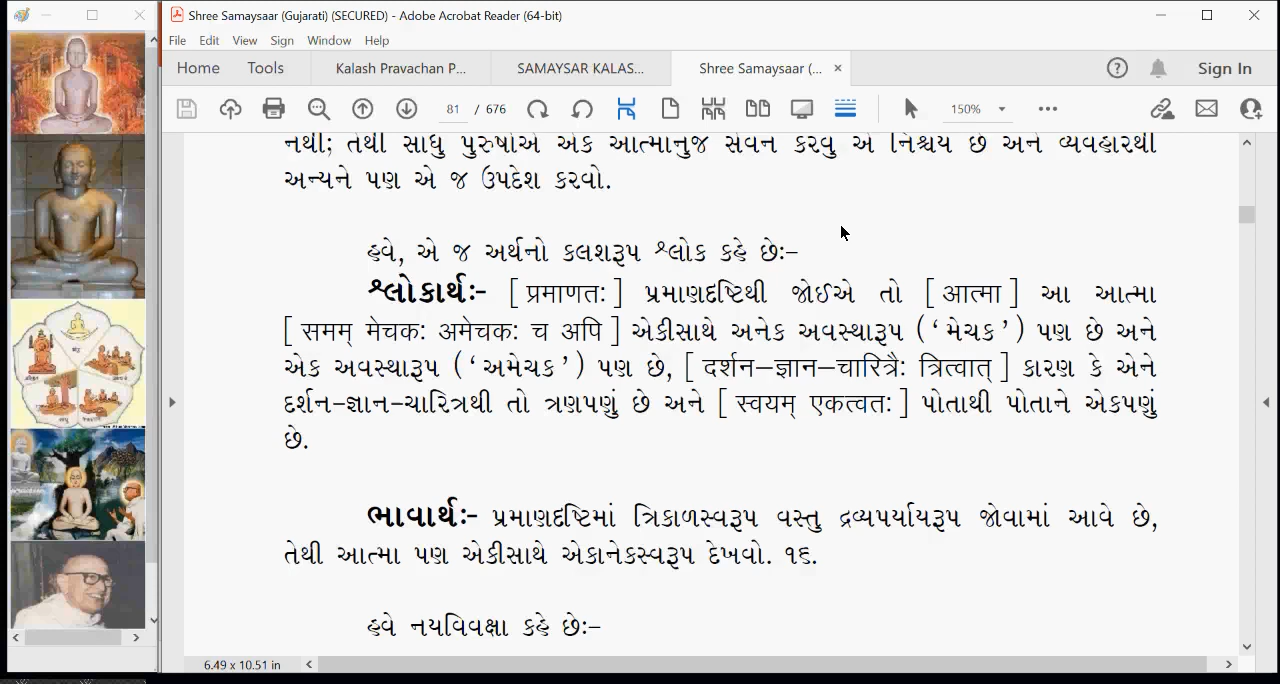 Shree Samaysaar (Gujarati) (SECURED) - Adobe Acrobat Reader (64-bit)
File Edit View Sign Window Help
Home Tools Kalash Pravachan P... SAMAYSAR KALAS... Shree Samaysaar (... × Sign In
81 / 676 150%
નથી; તેથી સાધુ પુરુષોએ એક આત્માનુજ સેવન કરવુ એ નિશ્ચય છે અને વ્યવહારથી
અન્યને પણ એ જ ઉપદેશ કરવો.
હવે, એ જ અર્થનો કલશરૂપ શ્લોક કહે છેઃ-
શ્લોકાર્થઃ- [ प्रमाणतः ] પ્રમાણદષ્ટિથી જોઈએ તો [ आत्मा ] આ આત્મા
[ समम् मेचकः अमेचकः च अपि ] એકીસાથે અનેક અવસ્થારૂપ (‘મેચક’) પણ છે અને
એક અવસ્થારૂપ (‘અમેચક’) પણ છે, [ दर्शन–ज्ञान–चारित्रैः त्रित्वात् ] કારણ કે એને
દર્શન-જ્ઞાન-ચારિત્રથી તો ત્રણપણું છે અને [ स्वयम् एकत्वतः ] પોતાથી પોતાને એકપણું
છે.
ભાવાર્થઃ- પ્રમાણદષ્ટિમાં ત્રિકાળસ્વરૂપ વસ્તુ દ્રવ્યપર્યાયરૂપ જોવામાં આવે છે,
તેથી આત્મા પણ એકીસાથે એકાનેકસ્વરૂપ દેખવો. ૧૬.
હવે નયવિવક્ષા કહે છેઃ-
6.49 x 10.51 in